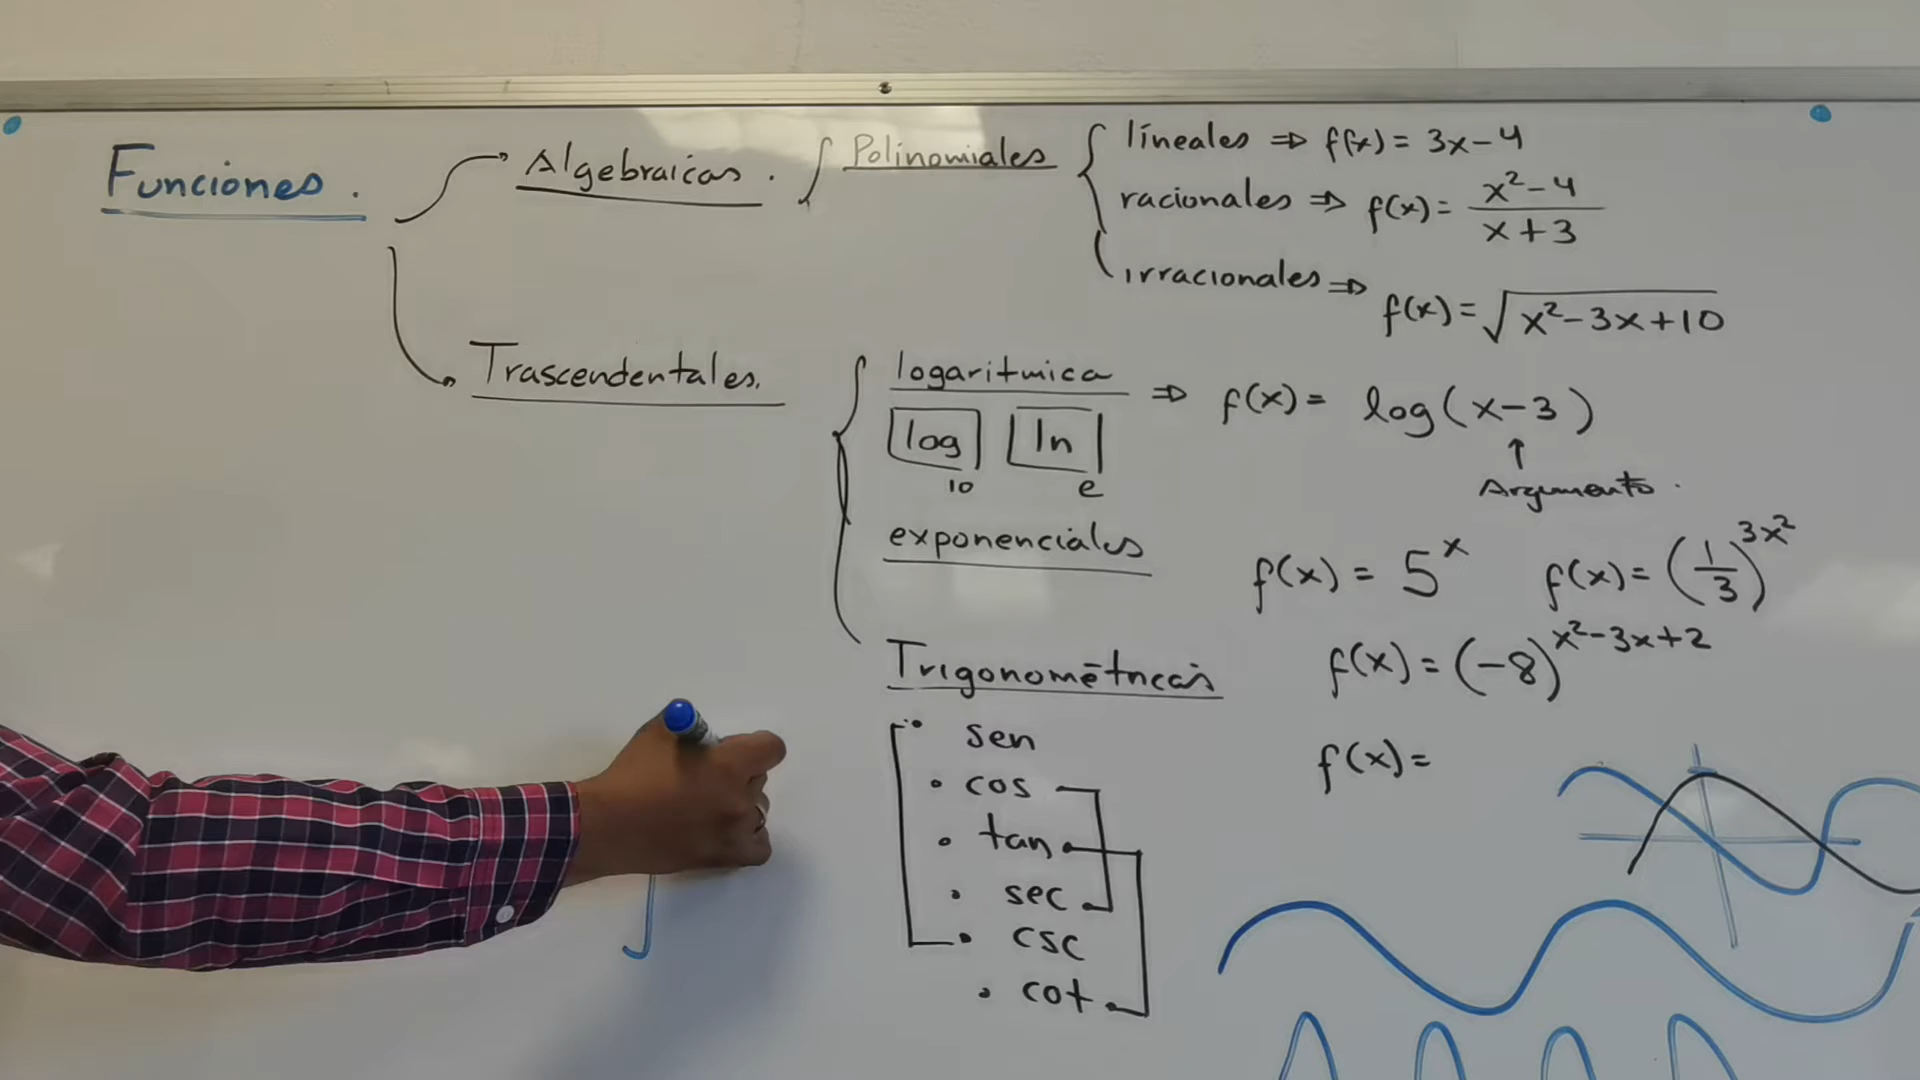 Funciones.
Algebraicas.
Polinomiales
líneales ⇒ f(x) = 3x-4
racionales ⇒ f(x) = (x²-4)/(x+3)
irracionales ⇒ f(x) = √(x²-3x+10)
Trascendentales.
logaritmica ⇒ f(x) = log(x-3)
log 10 ln e
↑
Argumento.
exponenciales f(x) = 5^x f(x) = (1/3)^(3x²)
f(x) = (-8)^(x²-3x+2)
Trigonométricas
• sen f(x) =
• cos
• tan
• sec
• csc
• cot